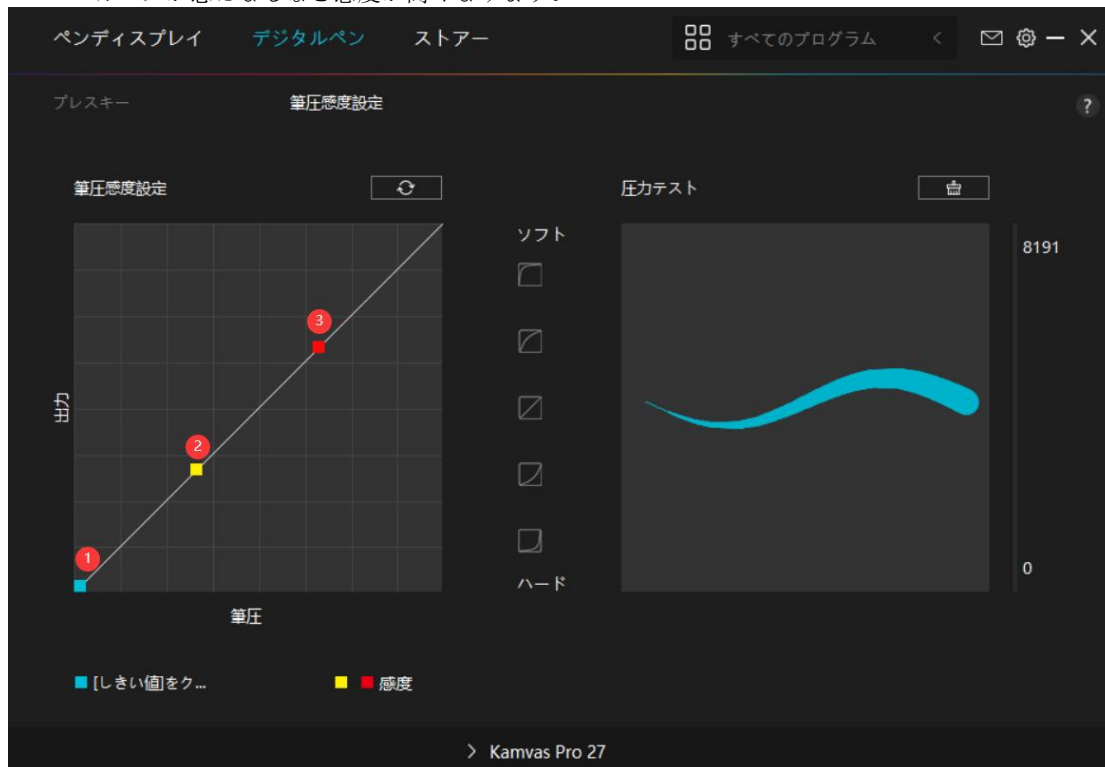 ペンディスプレイ デジタルペン ストアー すべてのプログラム
プレスキー 筆圧感度設定 ?
筆圧感度設定
圧力テスト
ソフト
8191
3
出力
2
1
0
ハード
筆圧
[しきい値]をク...
感度
Kamvas Pro 27